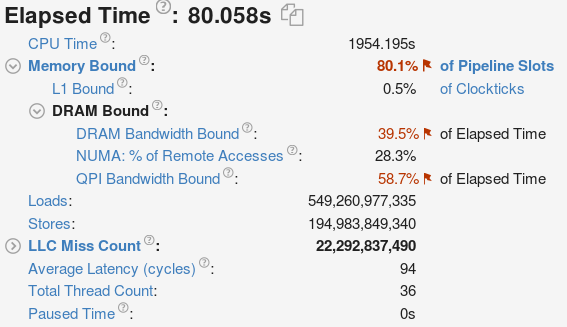 Elapsed Time ?: 80.058s
CPU Time ?: 1954.195s
Memory Bound ?: 80.1% of Pipeline Slots
L1 Bound ?: 0.5% of Clockticks
DRAM Bound ?:
DRAM Bandwidth Bound ?: 39.5% of Elapsed Time
NUMA: % of Remote Accesses ?: 28.3%
QPI Bandwidth Bound ?: 58.7% of Elapsed Time
Loads: 549,260,977,335
Stores: 194,983,849,340
LLC Miss Count ?: 22,292,837,490
Average Latency (cycles) ?: 94
Total Thread Count: 36
Paused Time ?: 0s